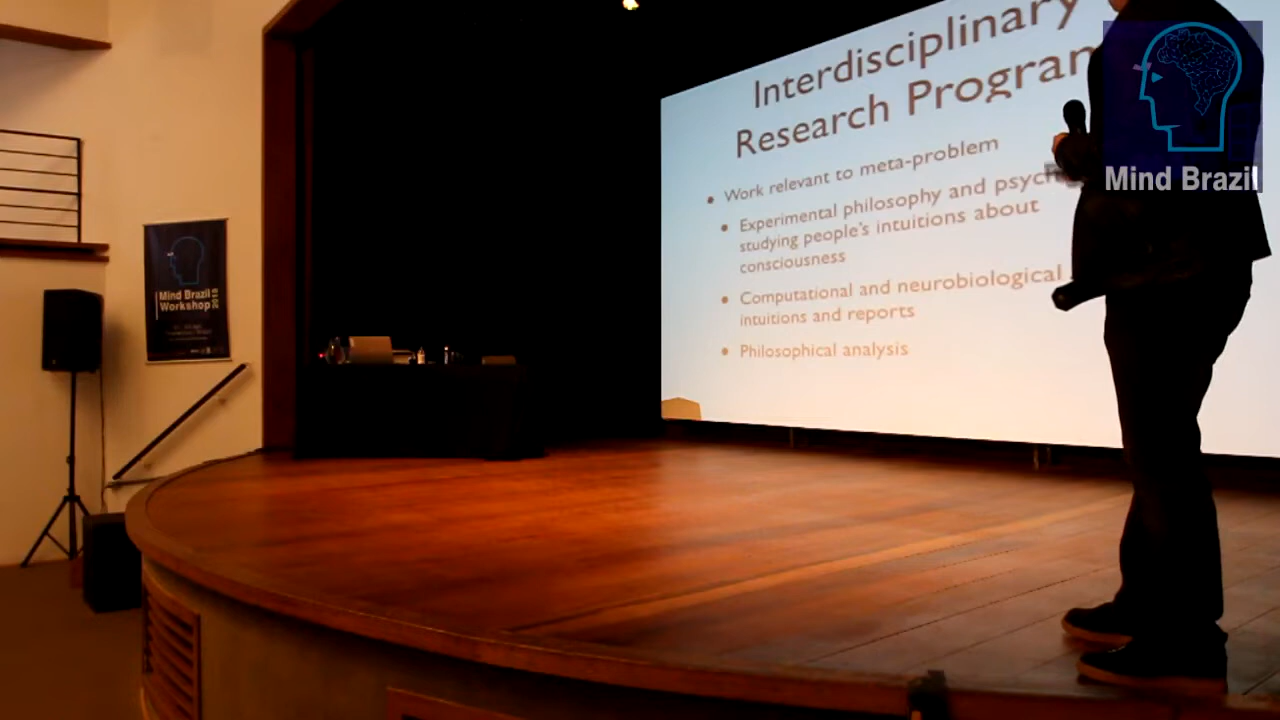 Interdisciplinary
Research Program
Work relevant to meta-problem
Experimental philosophy and psych
studying people's intuitions about
consciousness
Computational and neurobiological
intuitions and reports
Philosophical analysis
Mind Brazil
Mind Brazil
Workshop